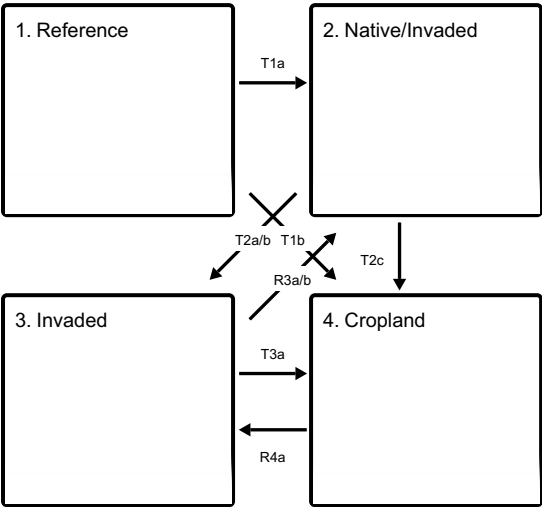 1. Reference
2. Native/Invaded
T1a
T2a/b
T1b
T2c
R3a/b
3. Invaded
4. Cropland
T3a
R4a